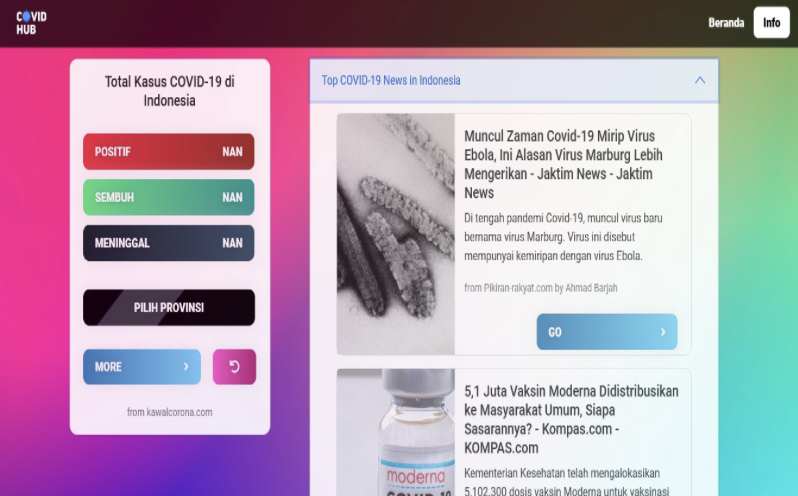 COVID
HUB
Beranda
Info
Total Kasus COVID-19 di
Indonesia
POSITIF NAN
SEMBUH NAN
MENINGGAL NAN
PILIH PROVINSI
MORE
from kawalcorona.com
Top COVID-19 News in Indonesia
Muncul Zaman Covid-19 Mirip Virus
Ebola, Ini Alasan Virus Marburg Lebih
Mengerikan - Jaktim News - Jaktim
News
Di tengah pandemi Covid-19, muncul virus baru
bernama virus Marburg. Virus ini disebut
mempunyai kemiripan dengan virus Ebola.
from Pikiran-rakyat.com by Ahmad Barjah
GO
moderna
COVID-19
5,1 Juta Vaksin Moderna Didistribusikan
ke Masyarakat Umum, Siapa
Sasarannya? - Kompas.com -
KOMPAS.com
Kementerian Kesehatan telah mengalokasikan
5.102.300 dosis vaksin Moderna untuk vaksinasi